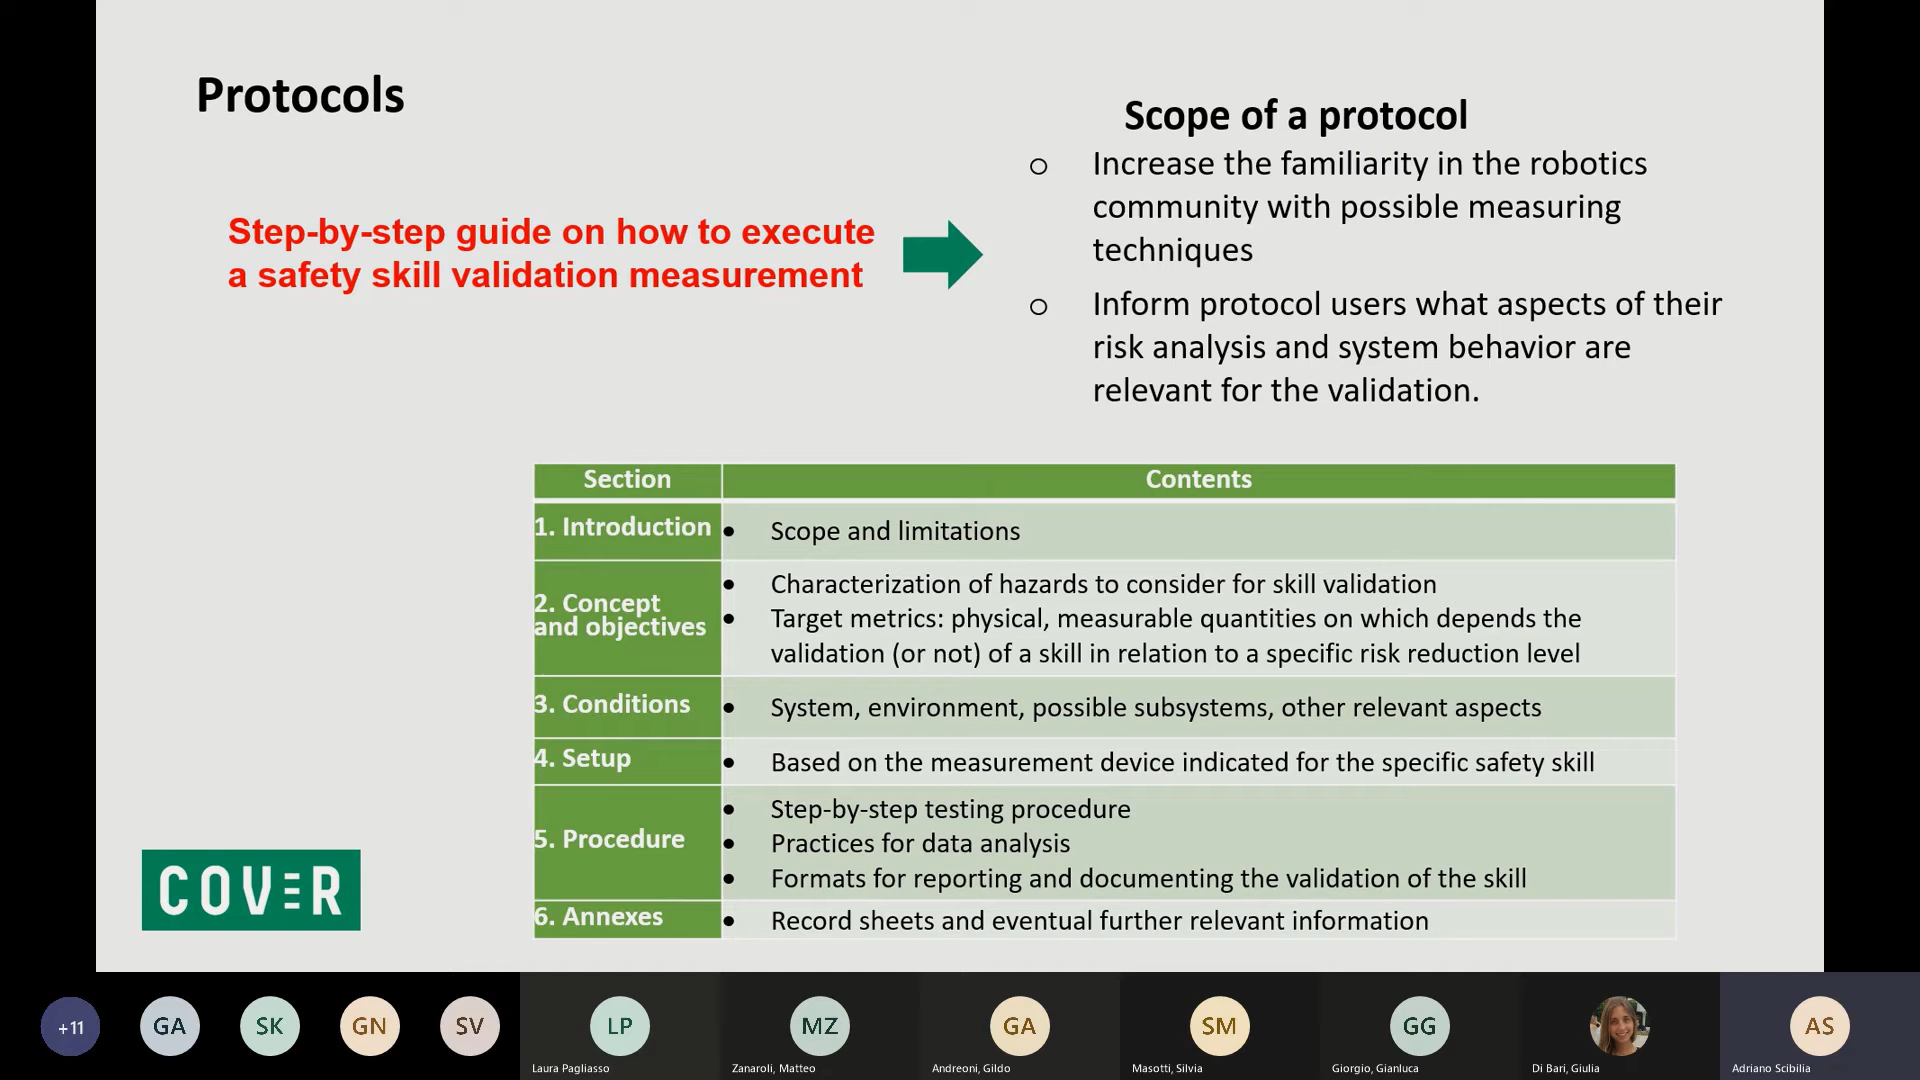 Protocols
Step-by-step guide on how to execute
a safety skill validation measurement
Scope of a protocol
o Increase the familiarity in the robotics
community with possible measuring
techniques
o Inform protocol users what aspects of their
risk analysis and system behavior are
relevant for the validation.
Section Contents
1. Introduction • Scope and limitations
2. Concept
and objectives
• Characterization of hazards to consider for skill validation
• Target metrics: physical, measurable quantities on which depends the
validation (or not) of a skill in relation to a specific risk reduction level
3. Conditions • System, environment, possible subsystems, other relevant aspects
4. Setup • Based on the measurement device indicated for the specific safety skill
5. Procedure
• Step-by-step testing procedure
• Practices for data analysis
• Formats for reporting and documenting the validation of the skill
6. Annexes • Record sheets and eventual further relevant information
COVER
+11 GA SK GN SV LP MZ GA SM GG AS
Laura Pagliasso Zanaroli, Matteo Andreoni, Gildo Masotti, Silvia Giorgio, Gianluca Di Bari, Giulia Adriano Scibilia